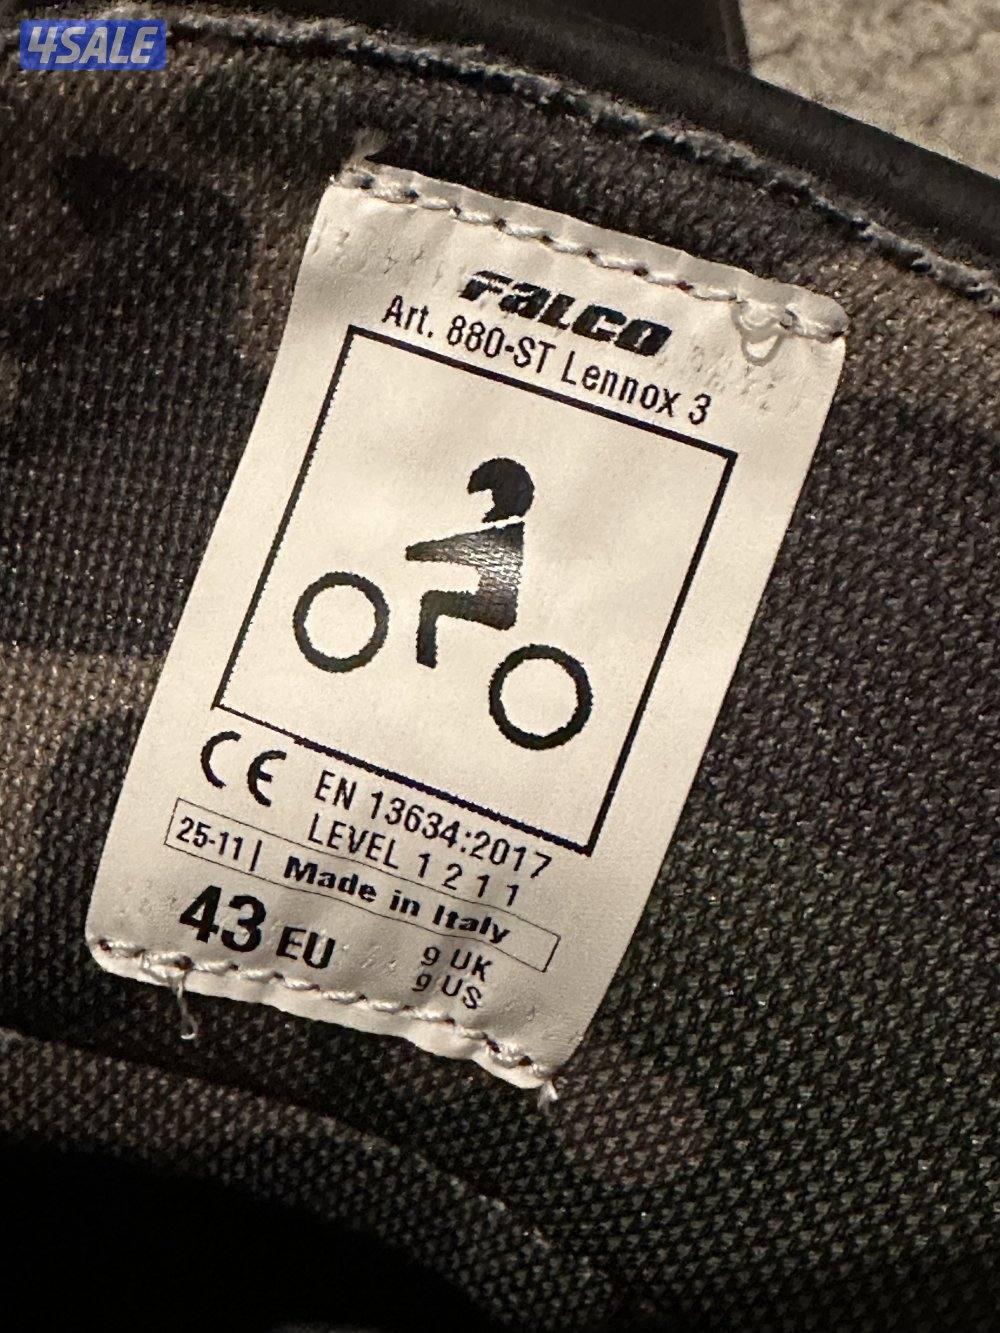 4SALE
FALCO
Art. 880-ST Lennox 3
CE EN 13634:2017
LEVEL 1 2 1 1
25-11| Made in Italy
43 EU
9 UK
9 US